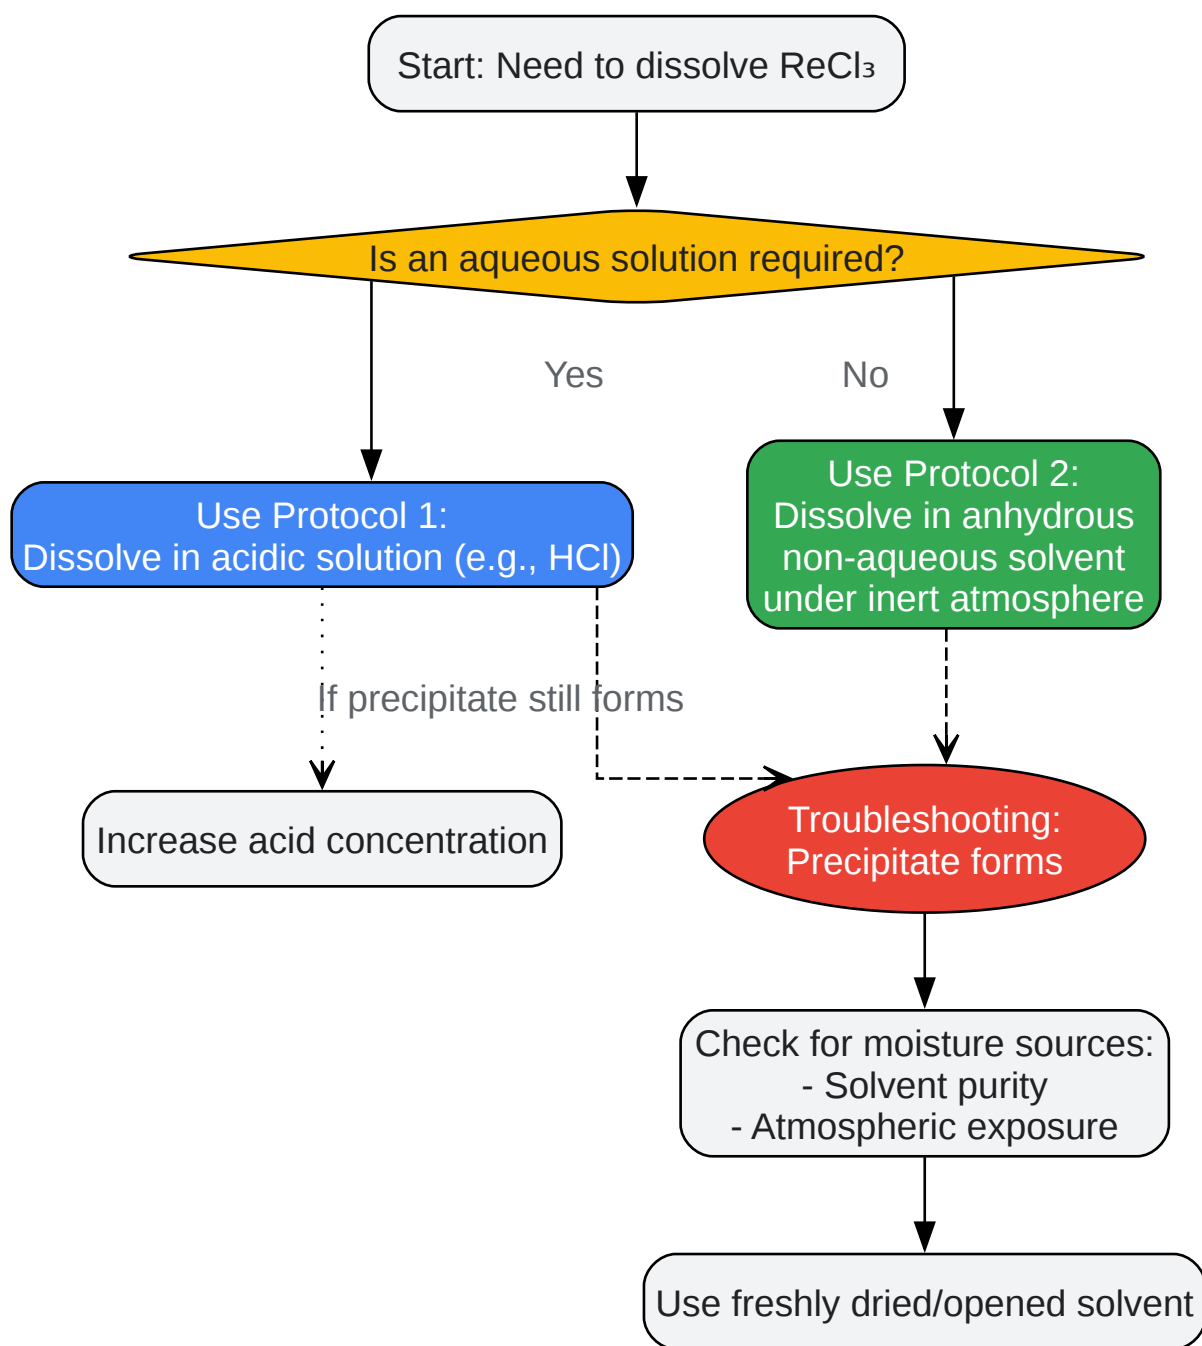 Start: Need to dissolve ReCl₃
Is an aqueous solution required?
Yes
No
Use Protocol 1:
Dissolve in acidic solution (e.g., HCl)
Use Protocol 2:
Dissolve in anhydrous
non-aqueous solvent
under inert atmosphere
If precipitate still forms
Increase acid concentration
Troubleshooting:
Precipitate forms
Check for moisture sources:
- Solvent purity
- Atmospheric exposure
Use freshly dried/opened solvent